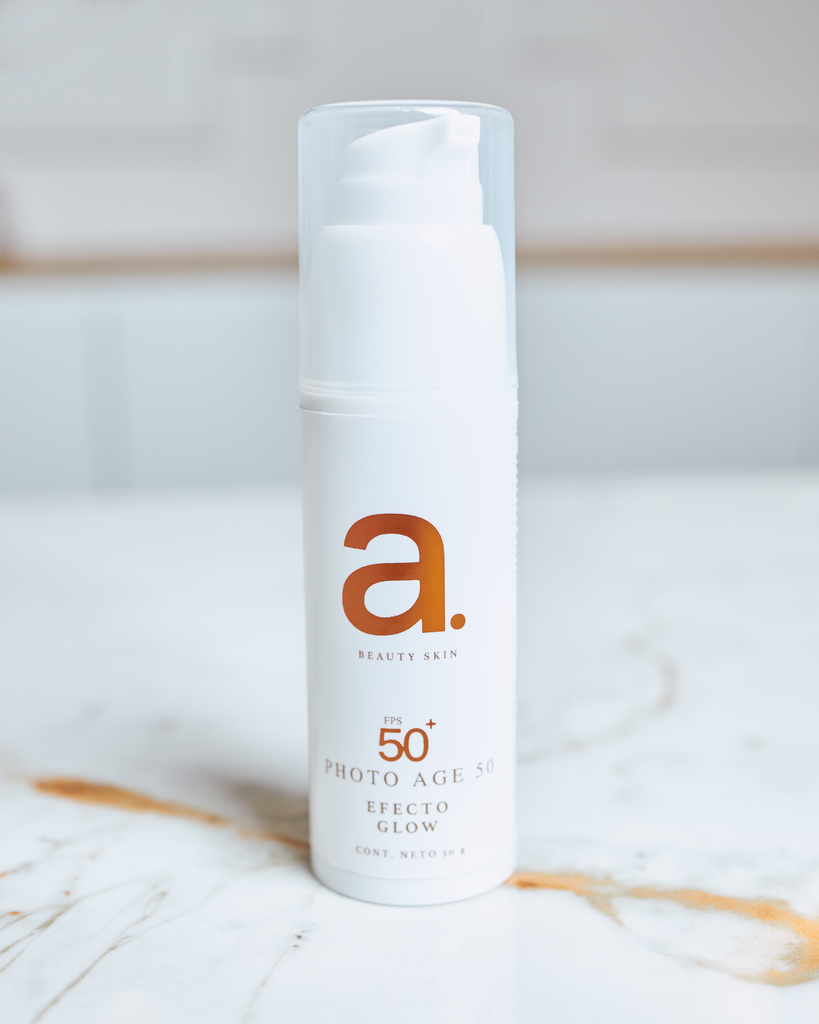 a.
BEAUTY SKIN
FPS
50+
PHOTO AGE 50
EFECTO
GLOW
CONT. NETO 50 g